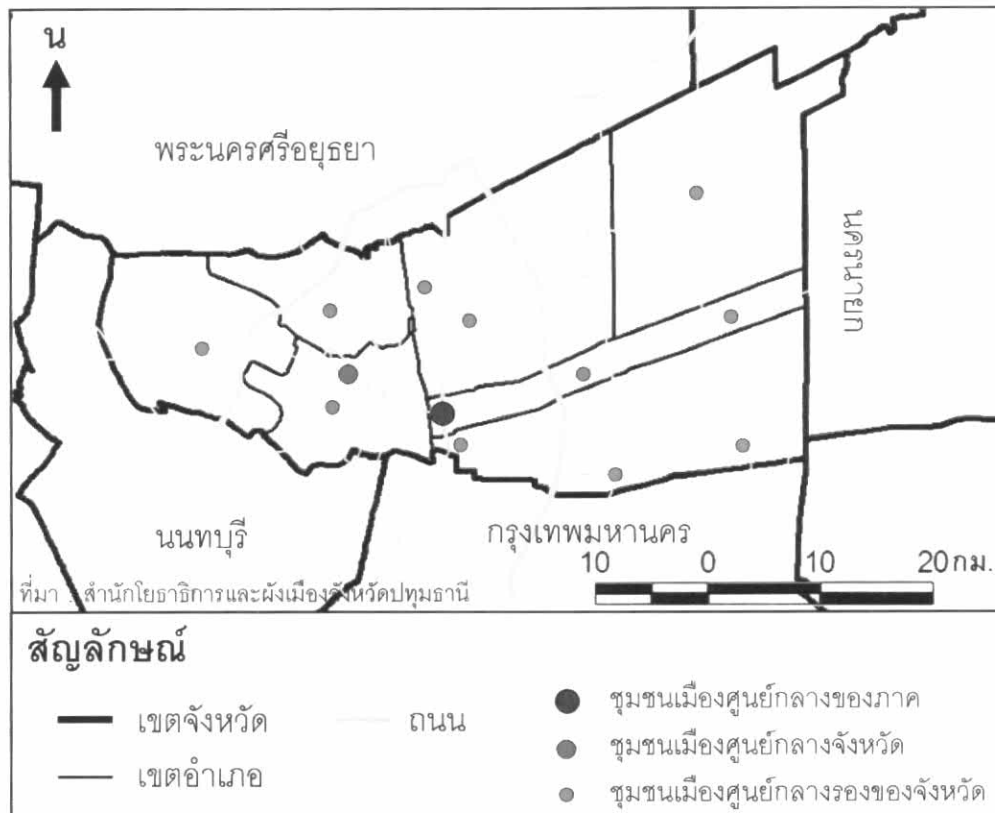 น
พระนครศรีอยุธยา
นครนายก
นนทบุรี
กรุงเทพมหานคร
10 0 10 20 กม.
ที่มา : สำนักโยธาธิการและผังเมืองจังหวัดปทุมธานี
สัญลักษณ์
เขตจังหวัด
ถนน
เขตอำเภอ
ชุมชนเมืองศูนย์กลางของภาค
ชุมชนเมืองศูนย์กลางจังหวัด
ชุมชนเมืองศูนย์กลางรองของจังหวัด